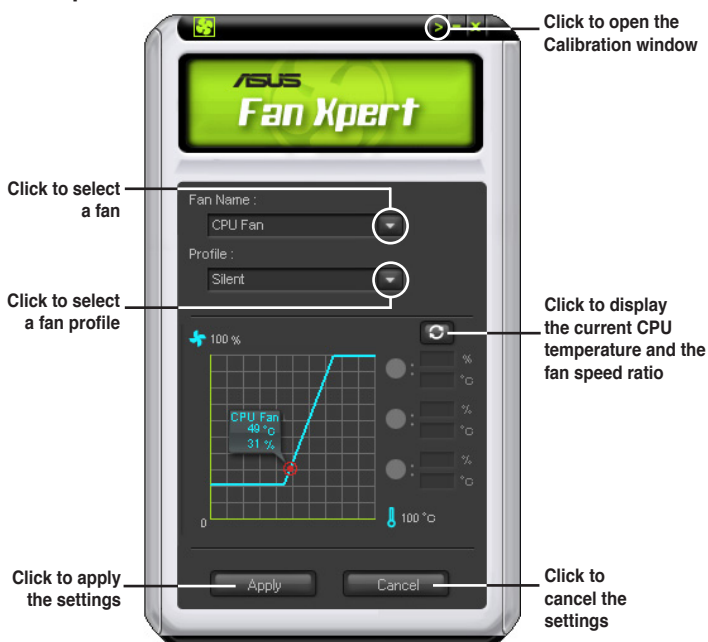 Click to open the
Calibration window
>
ASUS
Fan Xpert
Click to select
a fan
Fan Name :
CPU Fan
Profile :
Silent
Click to select
a fan profile
Click to display
the current CPU
temperature and the
fan speed ratio
100 %
: %
°C
CPU Fan
49 °C
31 %
: %
°C
: %
°C
0
100 °C
Click to apply
the settings
Apply
Cancel
Click to
cancel the
settings